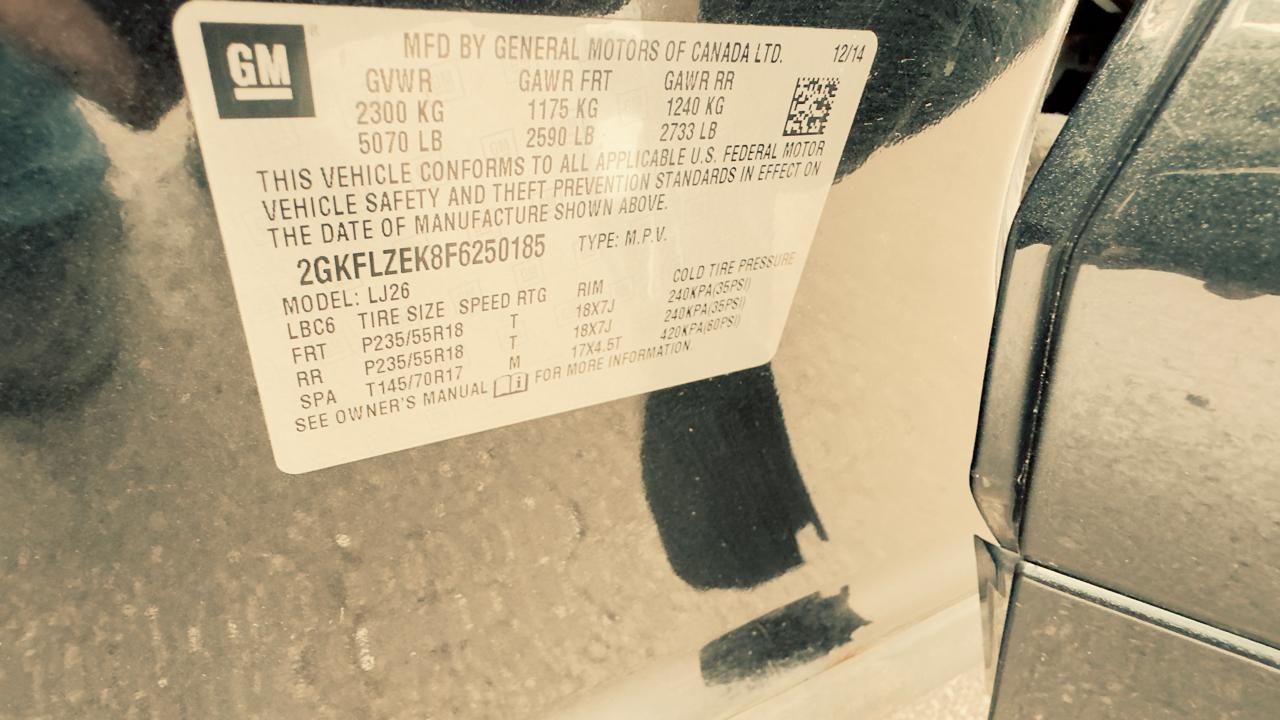 GM
MFD BY GENERAL MOTORS OF CANADA LTD. 12/14
GVWR GAWR FRT GAWR RR
2300 KG 1175 KG 1240 KG
5070 LB 2590 LB 2733 LB
THIS VEHICLE CONFORMS TO ALL APPLICABLE U.S. FEDERAL MOTOR
VEHICLE SAFETY AND THEFT PREVENTION STANDARDS IN EFFECT ON
THE DATE OF MANUFACTURE SHOWN ABOVE.
2GKFLZEK8F6250185 TYPE: M.P.V.
MODEL: LJ26
LBC6 TIRE SIZE SPEED RTG RIM COLD TIRE PRESSURE
FRT P235/55R18 T 18X7J 240KPA(35PSI)
RR P235/55R18 T 18X7J 240KPA(35PSI)
SPA T145/70R17 M 17X4.5T 420KPA(60PSI)
SEE OWNER'S MANUAL FOR MORE INFORMATION.